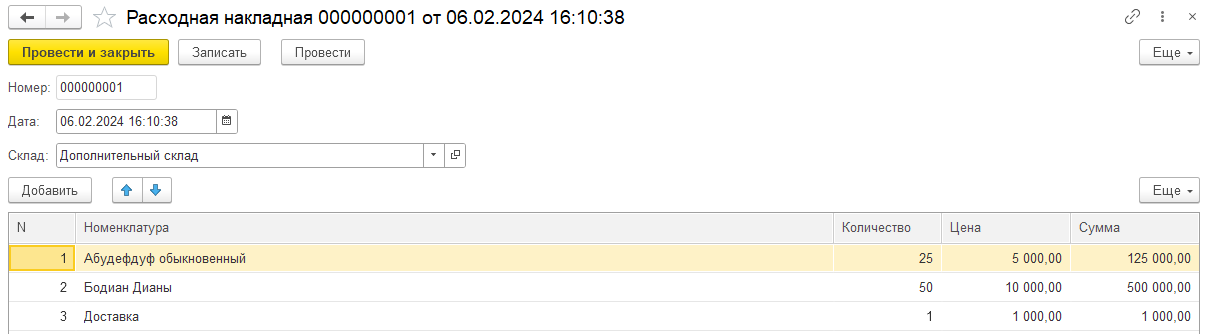 Расходная накладная 000000001 от 06.02.2024 16:10:38
Провести и закрыть Записать Провести Еще
Номер: 000000001
Дата: 06.02.2024 16:10:38
Склад: Дополнительный склад
Добавить Еще
N Номенклатура Количество Цена Сумма
1 Абудефдуф обыкновенный 25 5 000,00 125 000,00
2 Бодиан Дианы 50 10 000,00 500 000,00
3 Доставка 1 1 000,00 1 000,00